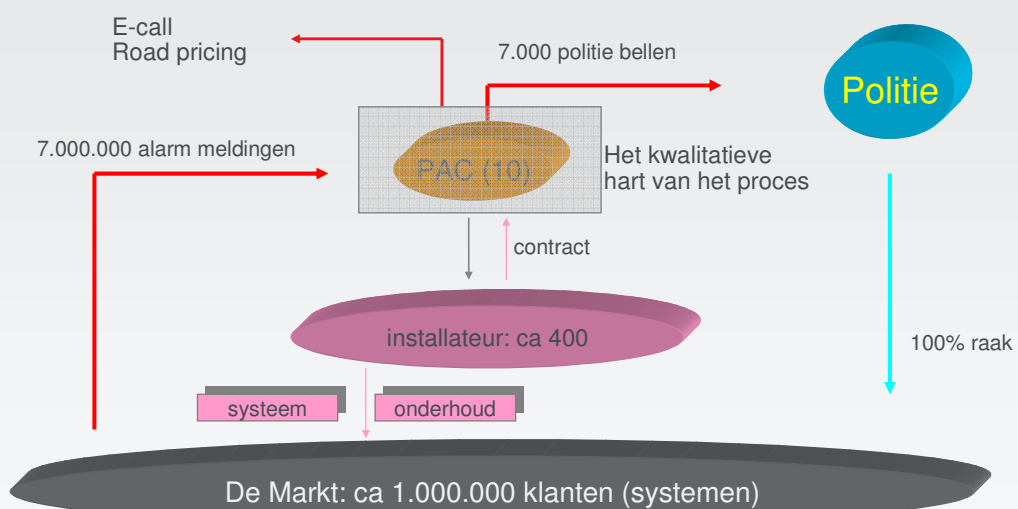 E-call
Road pricing
7.000 politie bellen
Politie
7.000.000 alarm meldingen
PAC (10)
Het kwalitatieve
hart van het proces
contract
installateur: ca 400
100% raak
systeem
onderhoud
De Markt: ca 1.000.000 klanten (systemen)